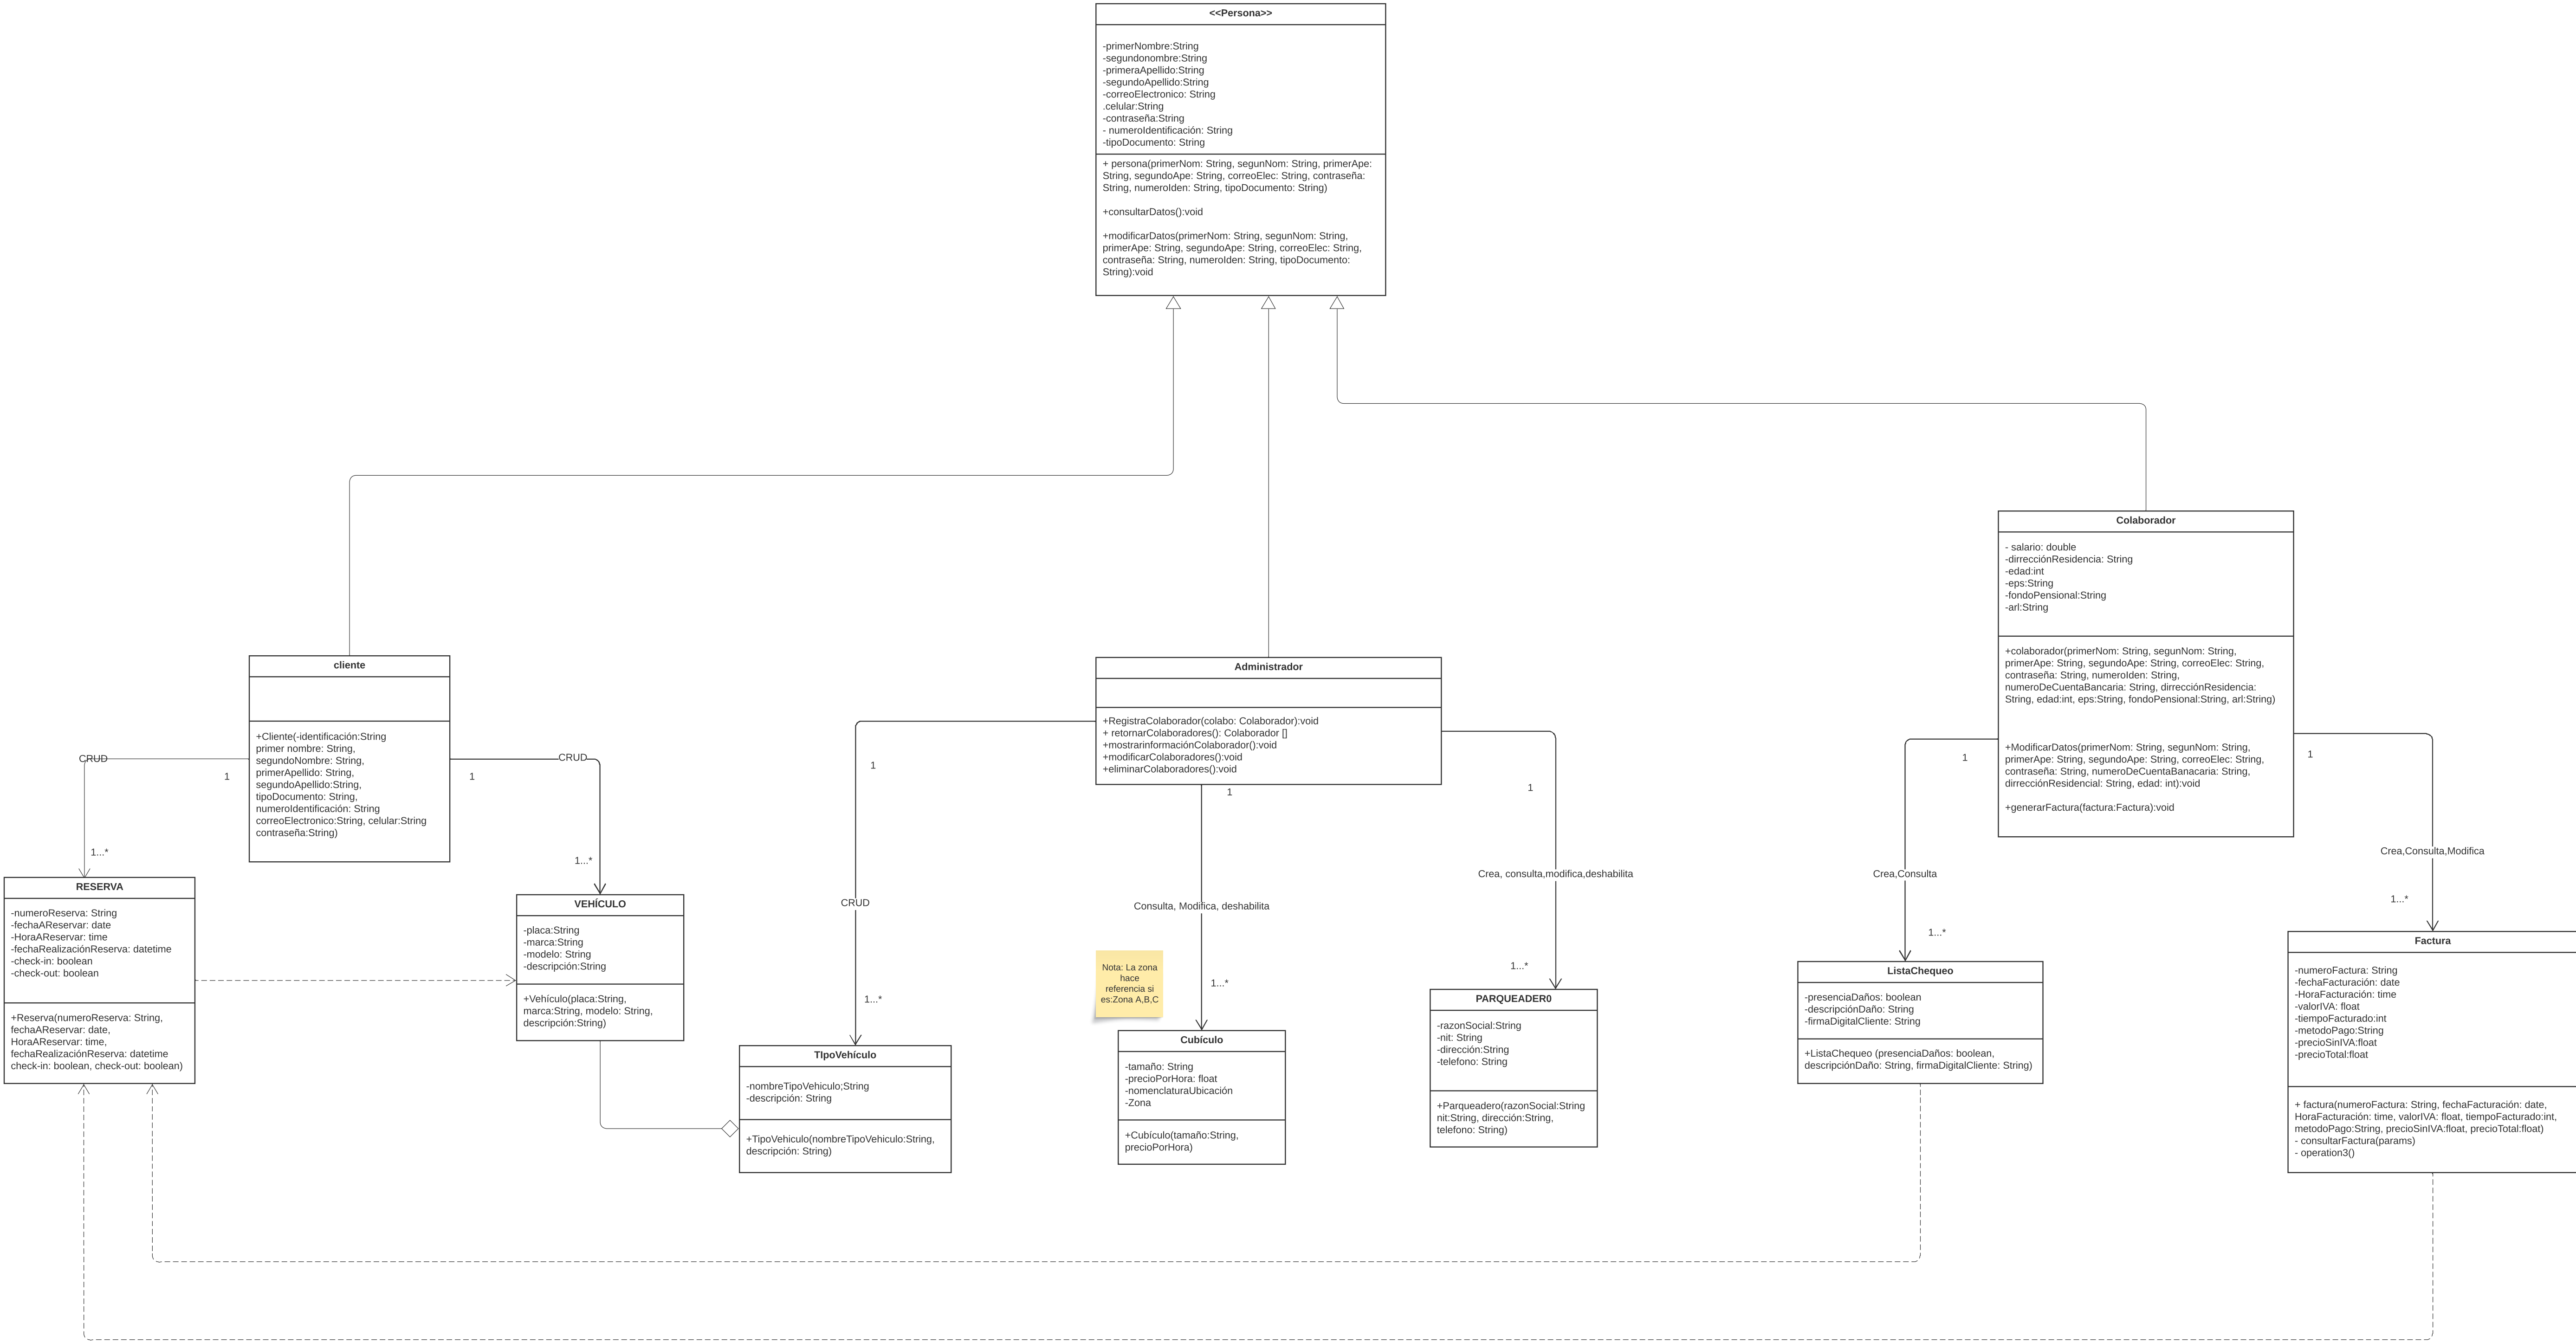 <<Persona>>
-primerNombre:String
-segundonombre:String
-primeraApellido:String
-segundoApellido:String
-correoElectronico: String
.celular:String
-contraseña:String
- numeroIdentificación: String
-tipoDocumento: String
+ persona(primerNom: String, segunNom: String, primerApe:
String, segundoApe: String, correoElec: String, contraseña:
String, numeroIden: String, tipoDocumento: String)
+consultarDatos():void
+modificarDatos(primerNom: String, segunNom: String,
primerApe: String, segundoApe: String, correoElec: String,
contraseña: String, numeroIden: String, tipoDocumento:
String):void
Colaborador
- salario: double
-dirrecciónResidencia: String
-edad:int
-eps:String
-fondoPensional:String
-arl:String
+colaborador(primerNom: String, segunNom: String,
primerApe: String, segundoApe: String, correoElec: String,
contraseña: String, numeroIden: String,
numeroDeCuentaBancaria: String, dirrecciónResidencia:
String, edad:int, eps:String, fondoPensional:String, arl:String)
+ModificarDatos(primerNom: String, segunNom: String,
primerApe: String, segundoApe: String, correoElec: String,
contraseña: String, numeroDeCuentaBanacaria: String,
dirrecciónResidencial: String, edad: int):void
+generarFactura(factura:Factura):void
cliente
+Cliente(-identificación:String
primer nombre: String,
segundoNombre: String,
primerApellido: String,
segundoApellido:String,
tipoDocumento: String,
numeroIdentificación: String
correoElectronico:String, celular:String
contraseña:String)
Administrador
+RegistraColaborador(colabo: Colaborador):void
+ retornarColaboradores(): Colaborador []
+mostrarinformaciónColaborador():void
+modificarColaboradores():void
+eliminarColaboradores():void
CRUD
1
1...*
CRUD
1
1...*
1
CRUD
1...*
1
Consulta, Modifica, deshabilita
1...*
1
Crea, consulta,modifica,deshabilita
1...*
1
Crea,Consulta
1...*
1
Crea,Consulta,Modifica
1...*
RESERVA
-numeroReserva: String
-fechaAReservar: date
-HoraAReservar: time
-fechaRealizaciónReserva: datetime
-check-in: boolean
-check-out: boolean
+Reserva(numeroReserva: String,
fechaAReservar: date,
HoraAReservar: time,
fechaRealizaciónReserva: datetime
check-in: boolean, check-out: boolean)
VEHÍCULO
-placa:String
-marca:String
-modelo: String
-descripción:String
+Vehículo(placa:String,
marca:String, modelo: String,
descripción:String)
TIpoVehículo
-nombreTipoVehiculo;String
-descripción: String
+TipoVehiculo(nombreTipoVehiculo:String,
descripción: String)
Nota: La zona
hace
referencia si
es:Zona A,B,C
Cubículo
-tamaño: String
-precioPorHora: float
-nomenclaturaUbicación
-Zona
+Cubículo(tamaño:String,
precioPorHora)
PARQUEADER0
-razonSocial:String
-nit: String
-dirección:String
-telefono: String
+Parqueadero(razonSocial:String
nit:String, dirección:String,
telefono: String)
ListaChequeo
-presenciaDaños: boolean
-descripciónDaño: String
-firmaDigitalCliente: String
+ListaChequeo (presenciaDaños: boolean,
descripciónDaño: String, firmaDigitalCliente: String)
Factura
-numeroFactura: String
-fechaFacturación: date
-HoraFacturación: time
-valorIVA: float
-tiempoFacturado:int
-metodoPago:String
-precioSinIVA:float
-precioTotal:float
+ factura(numeroFactura: String, fechaFacturación: date,
HoraFacturación: time, valorIVA: float, tiempoFacturado:int,
metodoPago:String, precioSinIVA:float, precioTotal:float)
- consultarFactura(params)
- operation3()